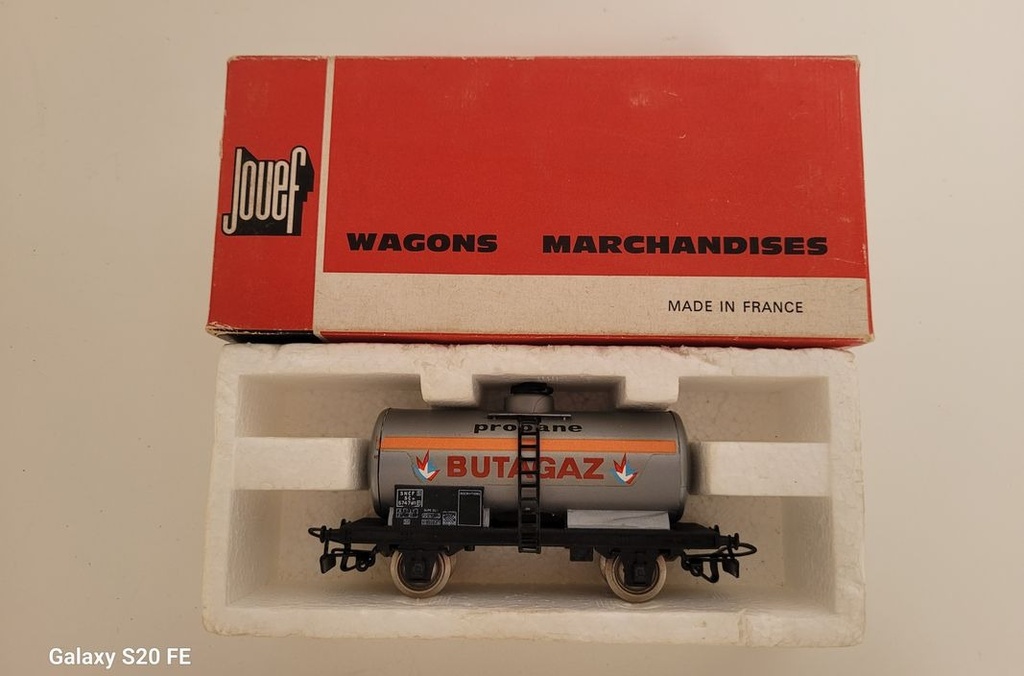 Jouef
WAGONS MARCHANDISES
MADE IN FRANCE
propane
BUTAGAZ
SNCF
Galaxy S20 FE